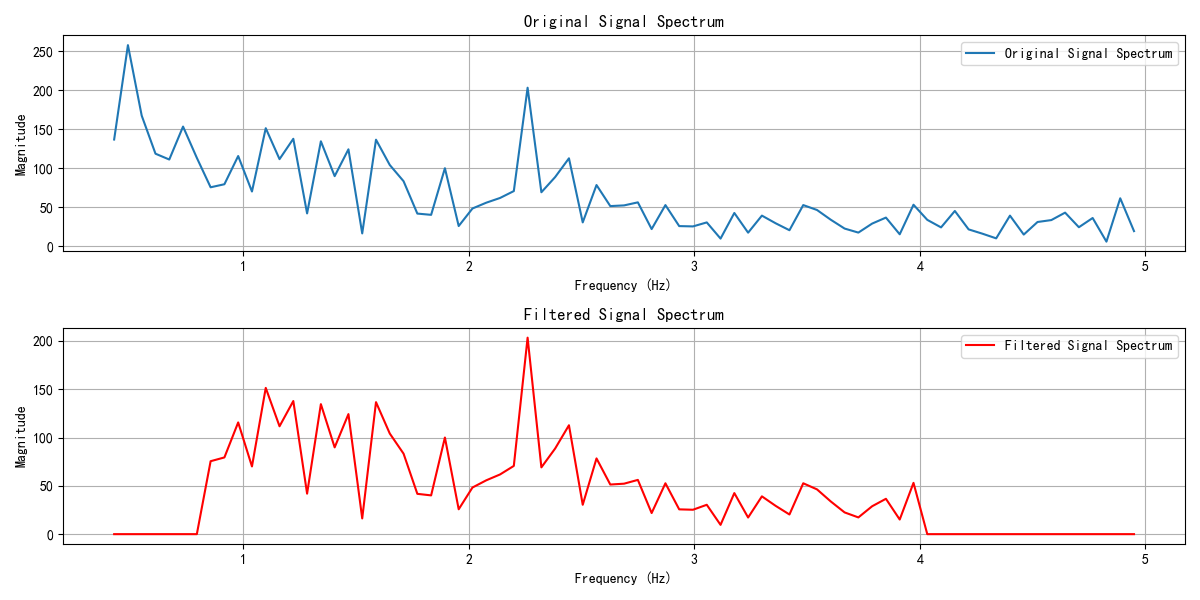 Original Signal Spectrum
Original Signal Spectrum
250
200
150
100
50
0
Magnitude
1 2 3 4 5
Frequency (Hz)
Filtered Signal Spectrum
Filtered Signal Spectrum
200
150
100
50
0
Magnitude
1 2 3 4 5
Frequency (Hz)